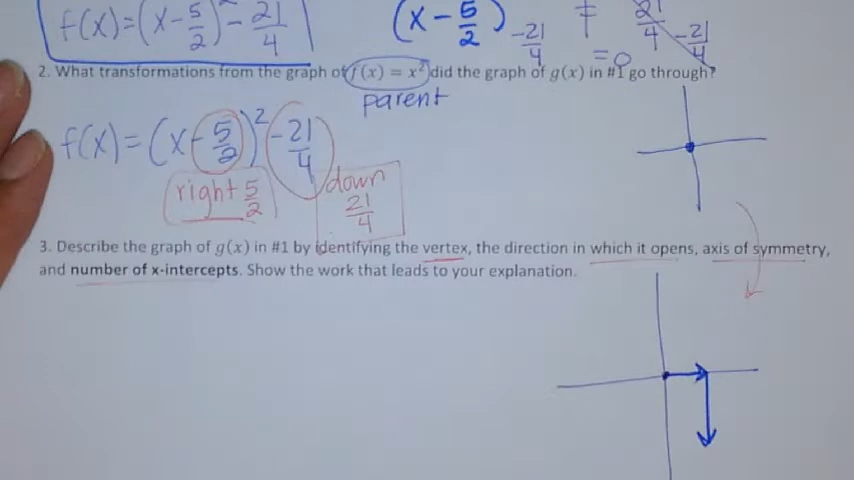 f(x)=(x-5/2)²-21/4
(x-5/2) -21/4 ≠ 21/4 -21/4
=0
2. What transformations from the graph of f(x) = x² did the graph of g(x) in #1 go through?
parent
f(x)=(x-5/2)²-21/4
right 5/2
down 21/4
3. Describe the graph of g(x) in #1 by identifying the vertex, the direction in which it opens, axis of symmetry,
and number of x-intercepts. Show the work that leads to your explanation.